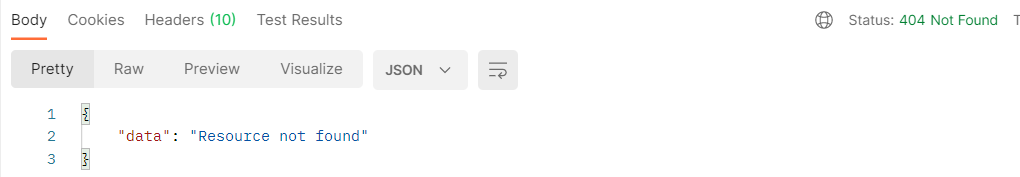 Body Cookies Headers (10) Test Results Status: 404 Not Found T
Pretty Raw Preview Visualize JSON
1 {
2 "data": "Resource not found"
3 }